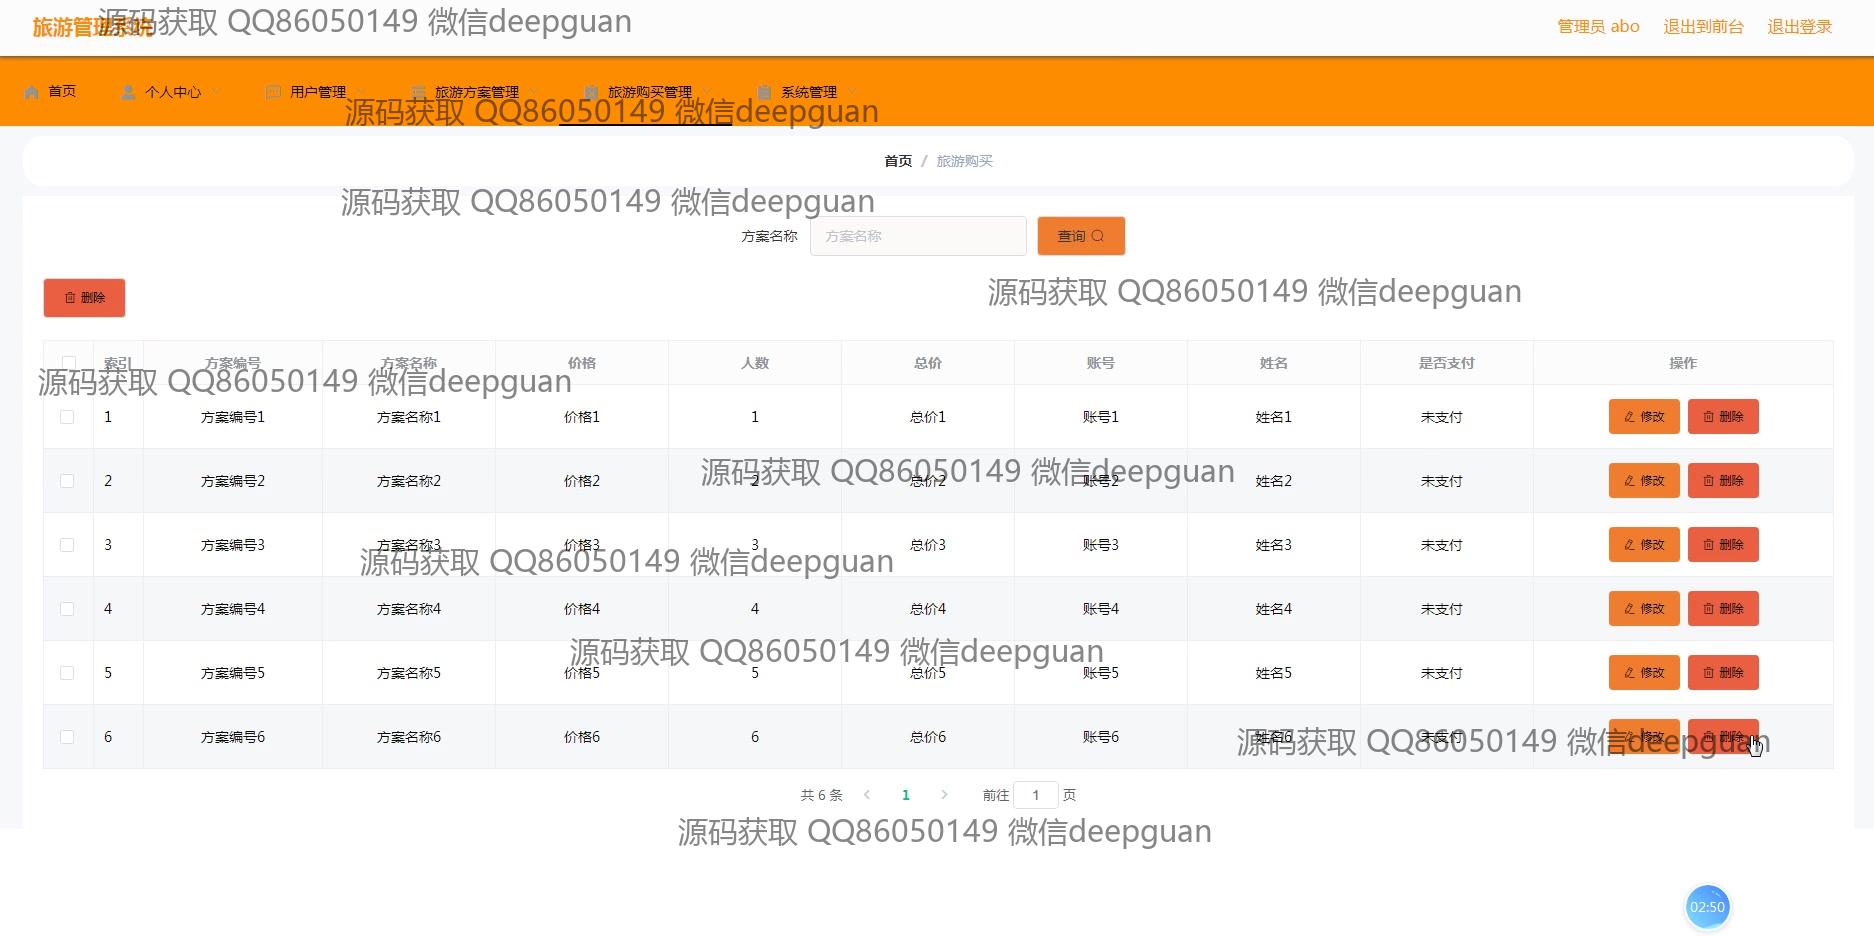 旅游管理系统
源码获取 QQ86050149 微信deepguan
管理员 abo 退出到前台 退出登录
首页 个人中心 用户管理 旅游方案管理 旅游购买管理 系统管理
源码获取 QQ86050149 微信deepguan
首页 / 旅游购买
源码获取 QQ86050149 微信deepguan
方案名称 方案名称 查询
删除
源码获取 QQ86050149 微信deepguan
索引 方案编号 方案名称 价格 人数 总价 账号 姓名 是否支付 操作
源码获取 QQ86050149 微信deepguan
1 方案编号1 方案名称1 价格1 1 总价1 账号1 姓名1 未支付 修改 删除
源码获取 QQ86050149 微信deepguan
2 方案编号2 方案名称2 价格2 2 总价2 账号2 姓名2 未支付 修改 删除
3 方案编号3 方案名称3 价格3 3 总价3 账号3 姓名3 未支付 修改 删除
源码获取 QQ86050149 微信deepguan
4 方案编号4 方案名称4 价格4 4 总价4 账号4 姓名4 未支付 修改 删除
源码获取 QQ86050149 微信deepguan
5 方案编号5 方案名称5 价格5 5 总价5 账号5 姓名5 未支付 修改 删除
6 方案编号6 方案名称6 价格6 6 总价6 账号6 姓名6 未支付 修改 删除
源码获取 QQ86050149 微信deepguan
共 6 条 1 前往 1 页
源码获取 QQ86050149 微信deepguan
02:50